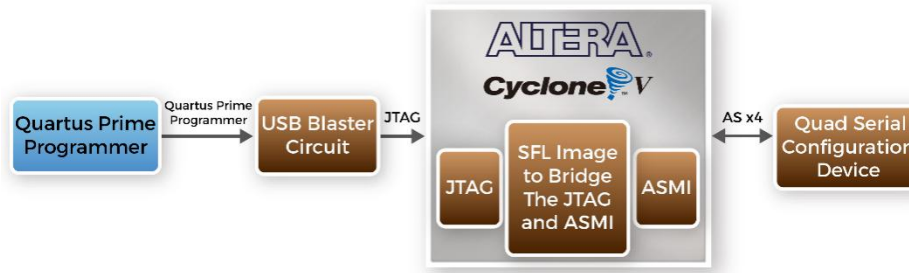 ALTERA®
Cyclone™ V
Quartus Prime
Programmer
Quartus Prime
Programmer
USB Blaster
Circuit
JTAG
JTAG
SFL Image
to Bridge
The JTAG
and ASMI
ASMI
AS x4
Quad Serial
Configuration
Device